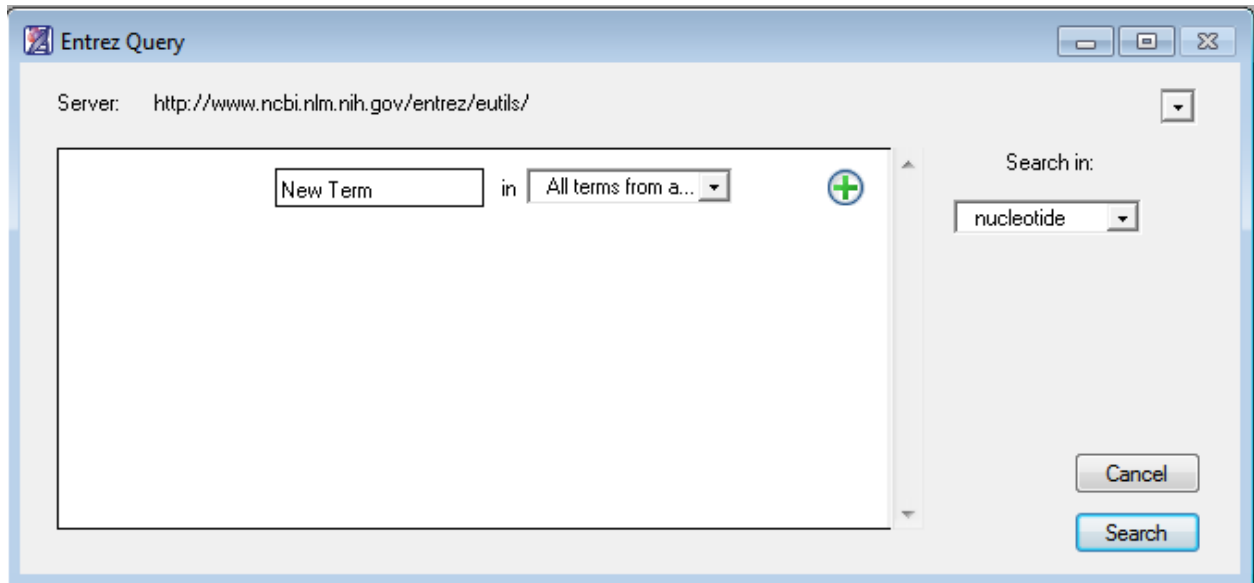 Entrez Query
Server: http://www.ncbi.nlm.nih.gov/entrez/eutils/
Search in:
New Term in All terms from a...
nucleotide
Cancel
Search